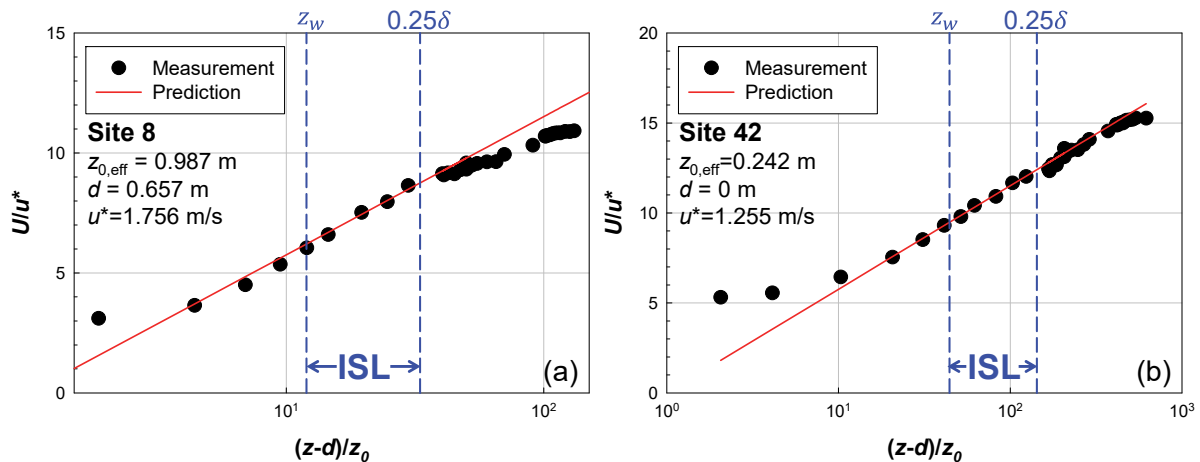 z_w 0.25δ
15
10
5
0
U/u*
Measurement
Prediction
Site 8
z_0,eff = 0.987 m
d = 0.657 m
u*=1.756 m/s
ISL
(a)
10^1
10^2
(z-d)/z_0
z_w 0.25δ
20
15
10
5
0
U/u*
Measurement
Prediction
Site 42
z_0,eff=0.242 m
d = 0 m
u*=1.255 m/s
ISL
(b)
10^0
10^1
10^2
10^3
(z-d)/z_0